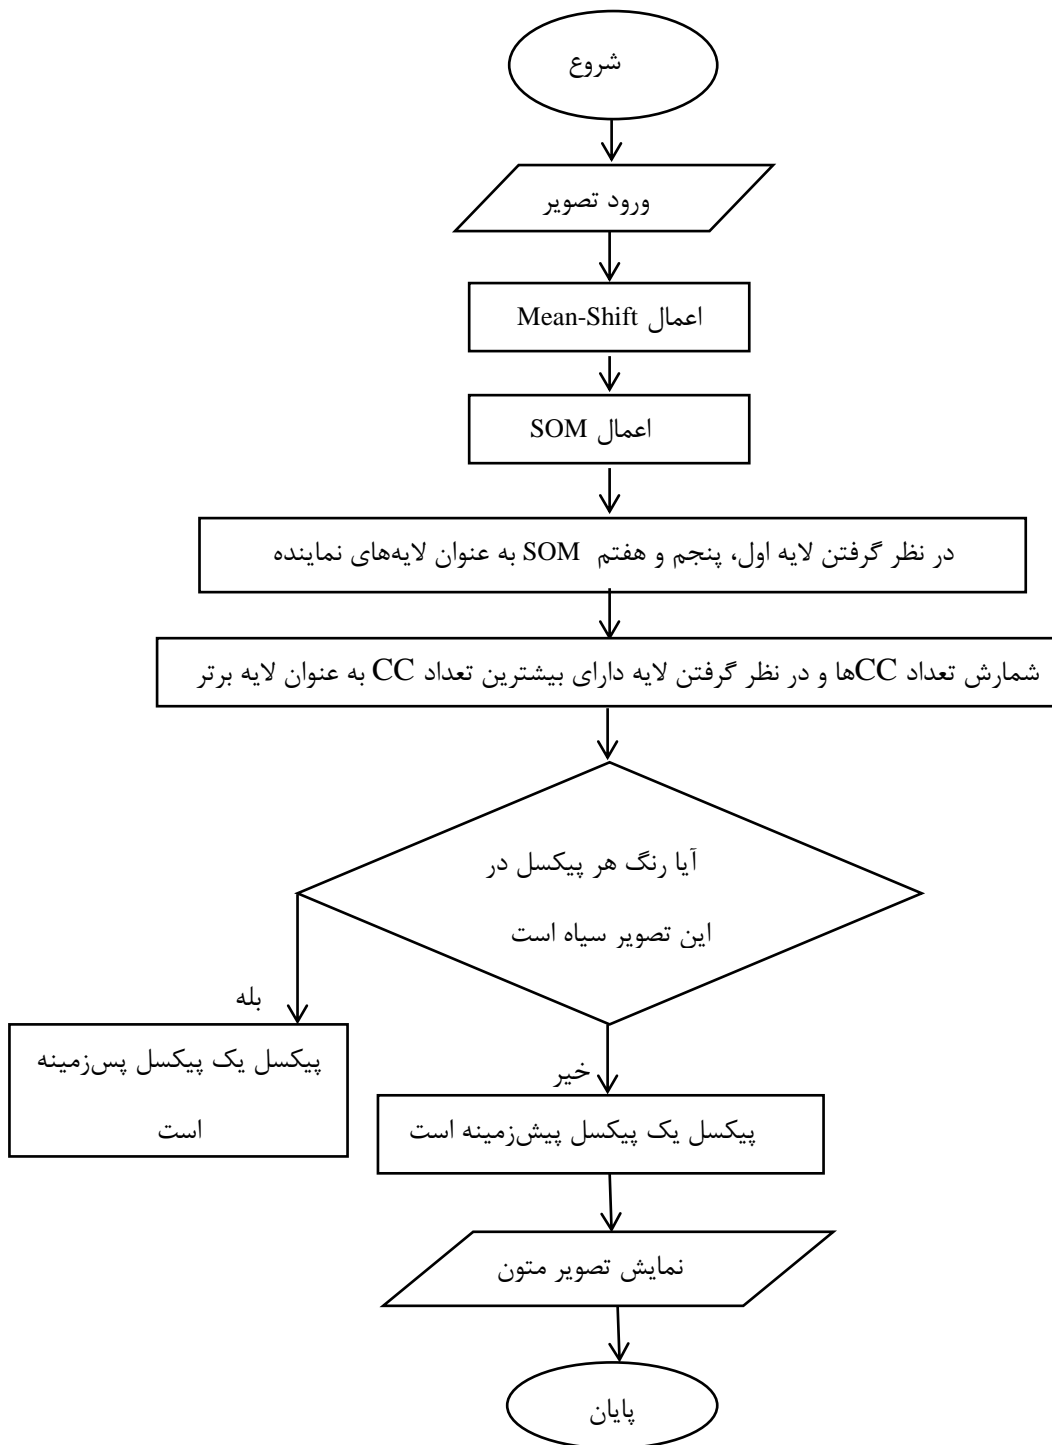 شروع
ورود تصویر
اعمال Mean-Shift
اعمال SOM
در نظر گرفتن لایه اول، پنجم و هفتم SOM به عنوان لایه‌های نماینده
شمارش تعداد CCها و در نظر گرفتن لایه دارای بیشترین تعداد CC به عنوان لایه برتر
آیا رنگ هر پیکسل در
این تصویر سیاه است
بله
پیکسل یک پیکسل پس‌زمینه
است
خیر
پیکسل یک پیکسل پیش‌زمینه است
نمایش تصویر متون
پایان